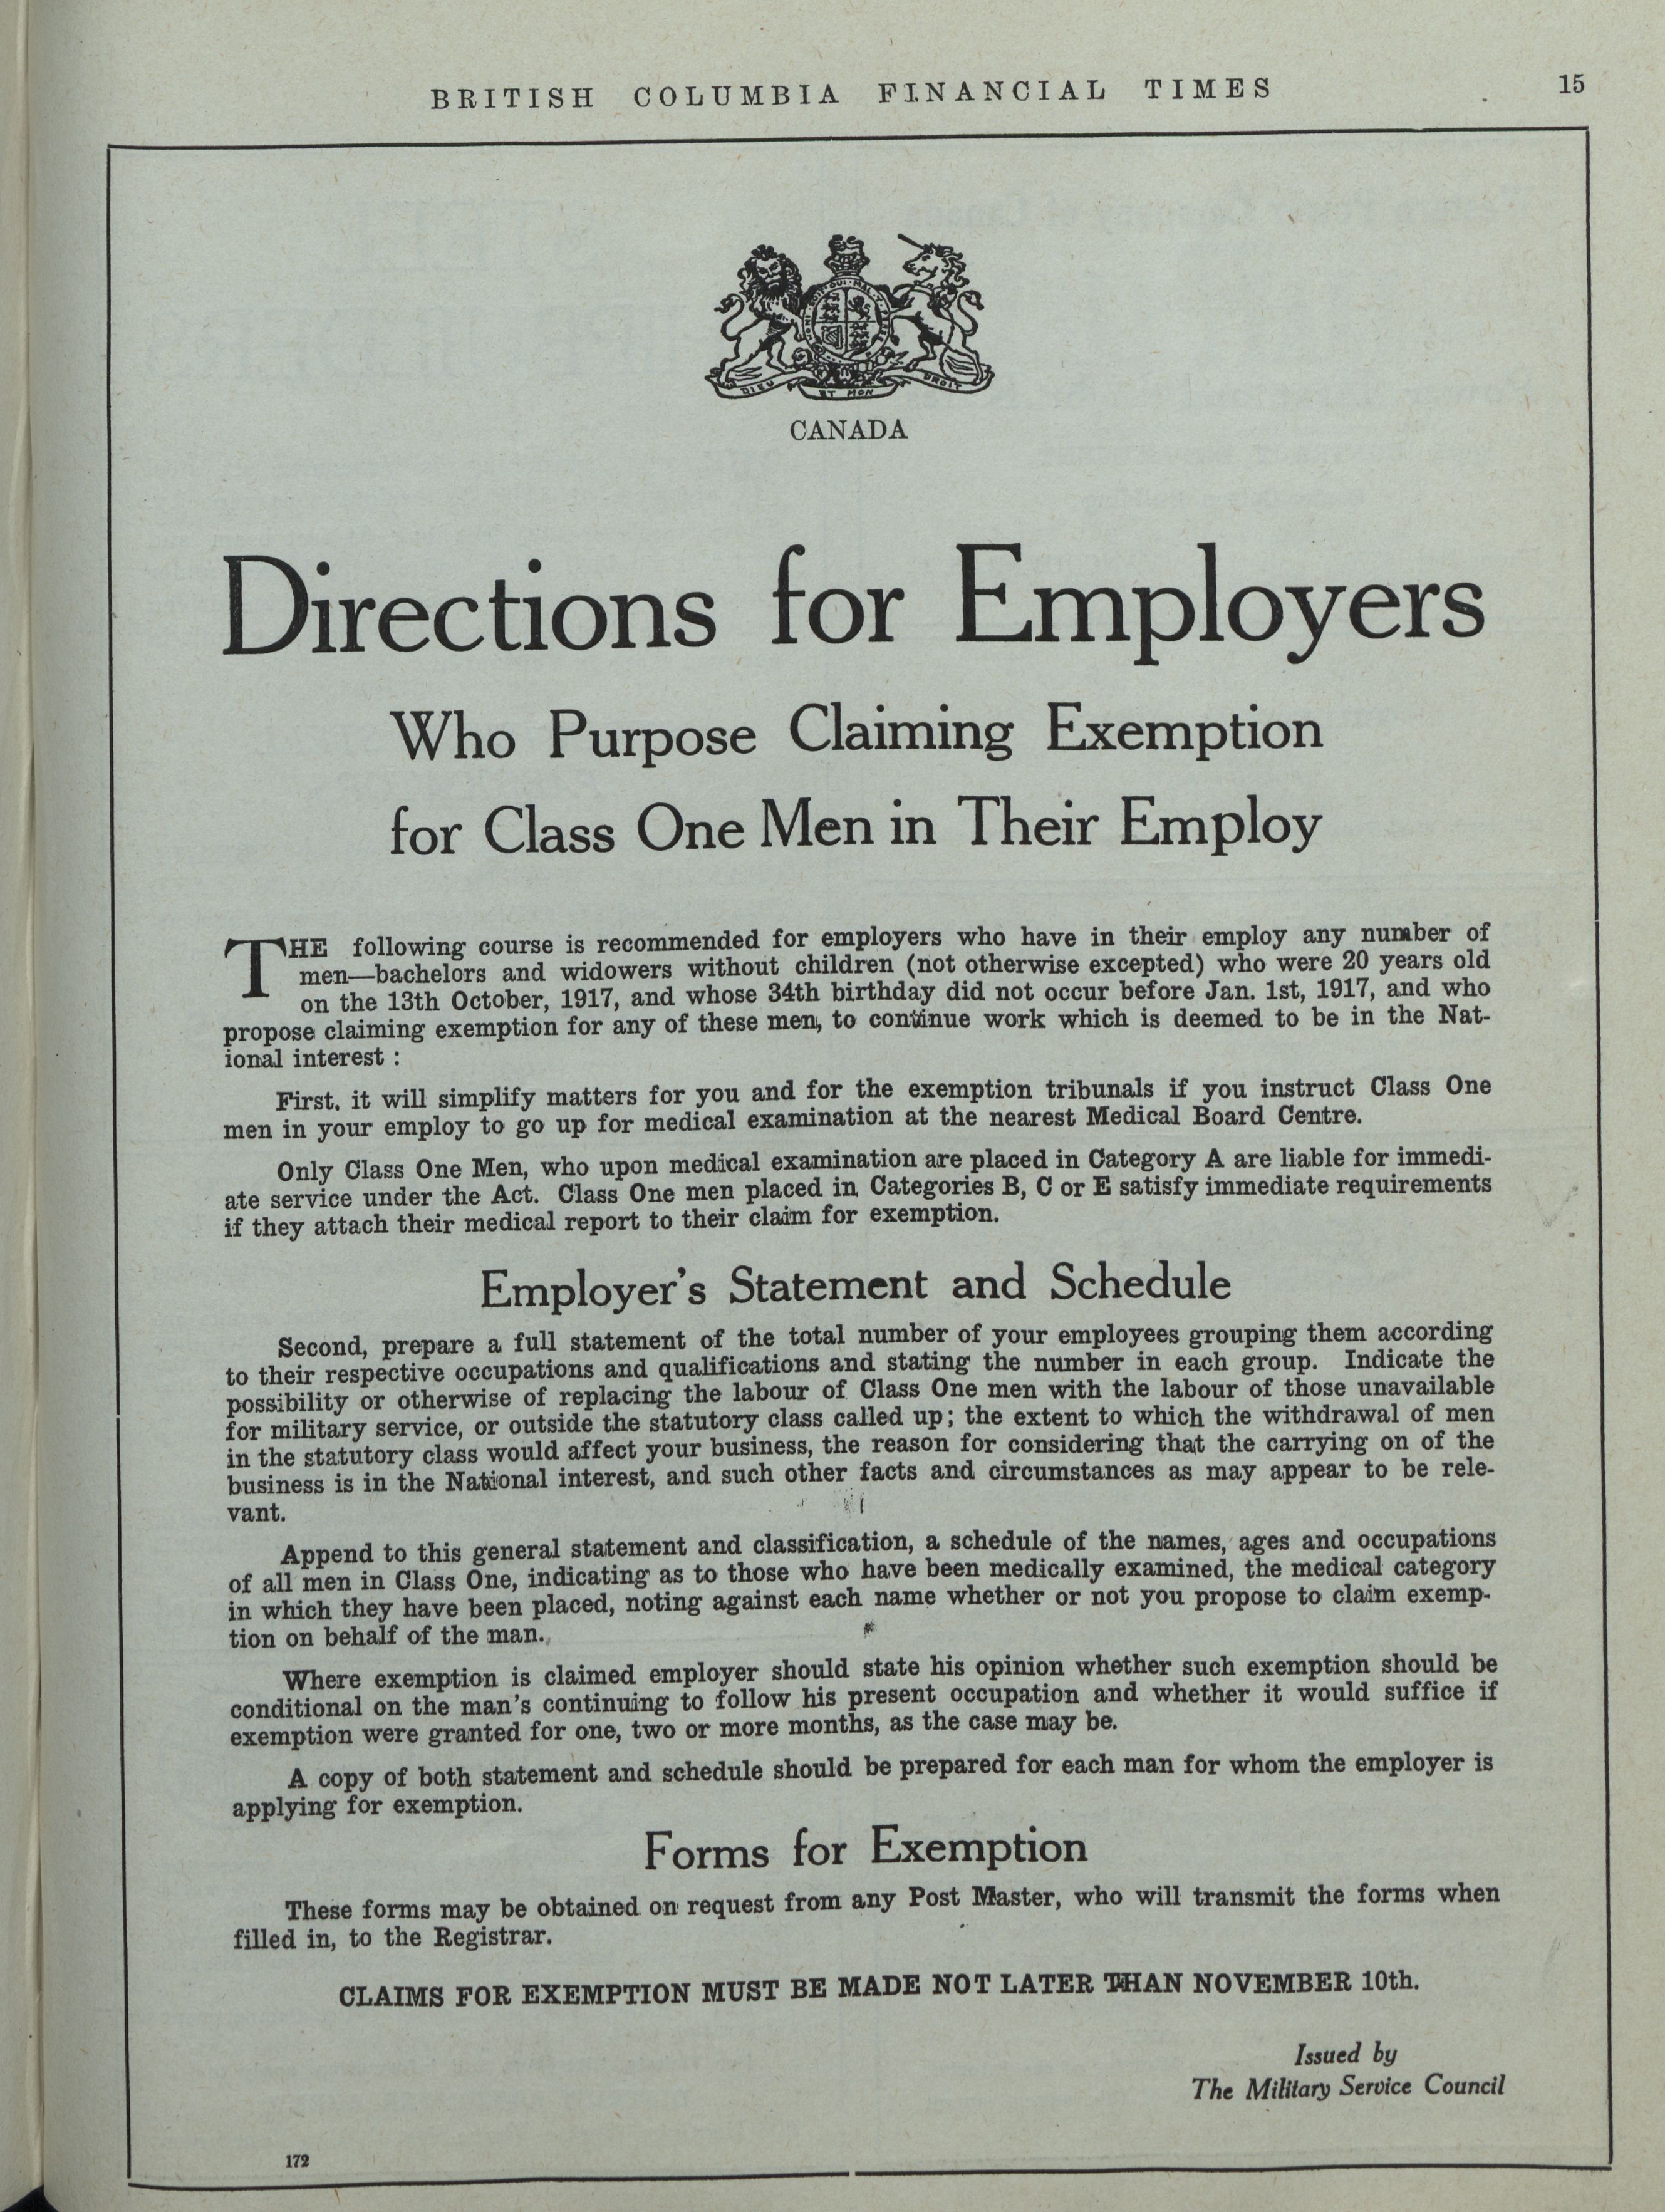 BRITISH COLUMBIA FINANCIAL TIMES 15
HONI SOIT QUI MAL Y PENSE
DIEU ET MON DROIT
CANADA
Directions for Employers
Who Purpose Claiming Exemption
for Class One Men in Their Employ
THE following course is recommended for employers who have in their employ any number of
men—bachelors and widowers without children (not otherwise excepted) who were 20 years old
on the 13th October, 1917, and whose 34th birthday did not occur before Jan. 1st, 1917, and who
propose claiming exemption for any of these men, to continue work which is deemed to be in the Nat-
ional interest :
First, it will simplify matters for you and for the exemption tribunals if you instruct Class One
men in your employ to go up for medical examination at the nearest Medical Board Centre.
Only Class One Men, who upon medical examination are placed in Category A are liable for immedi-
ate service under the Act. Class One men placed in Categories B, C or E satisfy immediate requirements
if they attach their medical report to their claim for exemption.
Employer's Statement and Schedule
Second, prepare a full statement of the total number of your employees grouping them according
to their respective occupations and qualifications and stating the number in each group. Indicate the
possibility or otherwise of replacing the labour of Class One men with the labour of those unavailable
for military service, or outside the statutory class called up; the extent to which the withdrawal of men
in the statutory class would affect your business, the reason for considering that the carrying on of the
business is in the National interest, and such other facts and circumstances as may appear to be rele-
vant.
Append to this general statement and classification, a schedule of the names, ages and occupations
of all men in Class One, indicating as to those who have been medically examined, the medical category
in which they have been placed, noting against each name whether or not you propose to claim exemp-
tion on behalf of the man.
Where exemption is claimed employer should state his opinion whether such exemption should be
conditional on the man's continuing to follow his present occupation and whether it would suffice if
exemption were granted for one, two or more months, as the case may be.
A copy of both statement and schedule should be prepared for each man for whom the employer is
applying for exemption.
Forms for Exemption
These forms may be obtained on request from any Post Master, who will transmit the forms when
filled in, to the Registrar.
CLAIMS FOR EXEMPTION MUST BE MADE NOT LATER THAN NOVEMBER 10th.
Issued by
The Military Service Council
172